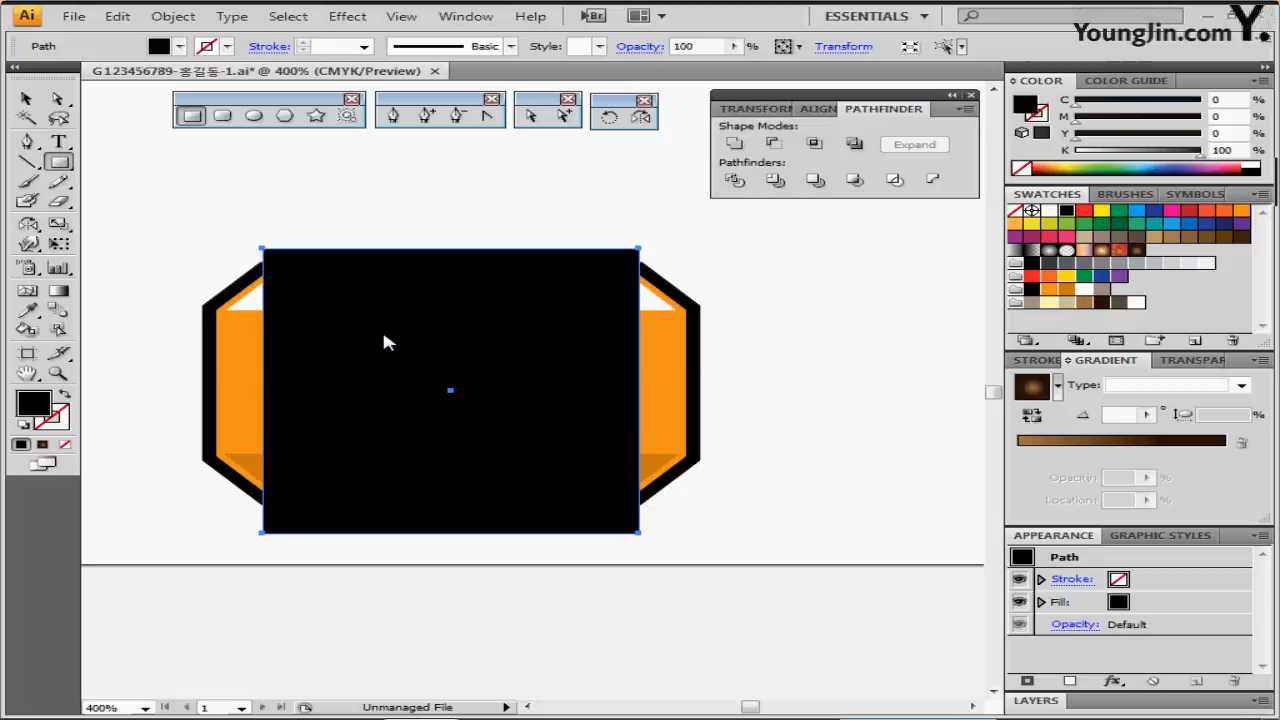 Ai File Edit Object Type Select Effect View Window Help Br ESSENTIALS
YoungJin.com Y.
Path Stroke: Basic Style: Opacity: 100 % Transform
G123456789-홍길동-1.ai* @ 400% (CMYK/Preview)
COLOR COLOR GUIDE
C 0 %
M 0 %
Y 0 %
K 100 %
TRANSFORM ALIGN PATHFINDER
Shape Modes:
Expand
Pathfinders:
SWATCHES BRUSHES SYMBOLS
STROKE GRADIENT TRANSPAR
Type:
° %
Opacity: %
Location: %
APPEARANCE GRAPHIC STYLES
Path
Stroke:
Fill:
Opacity: Default
LAYERS
400% 1 Unmanaged File